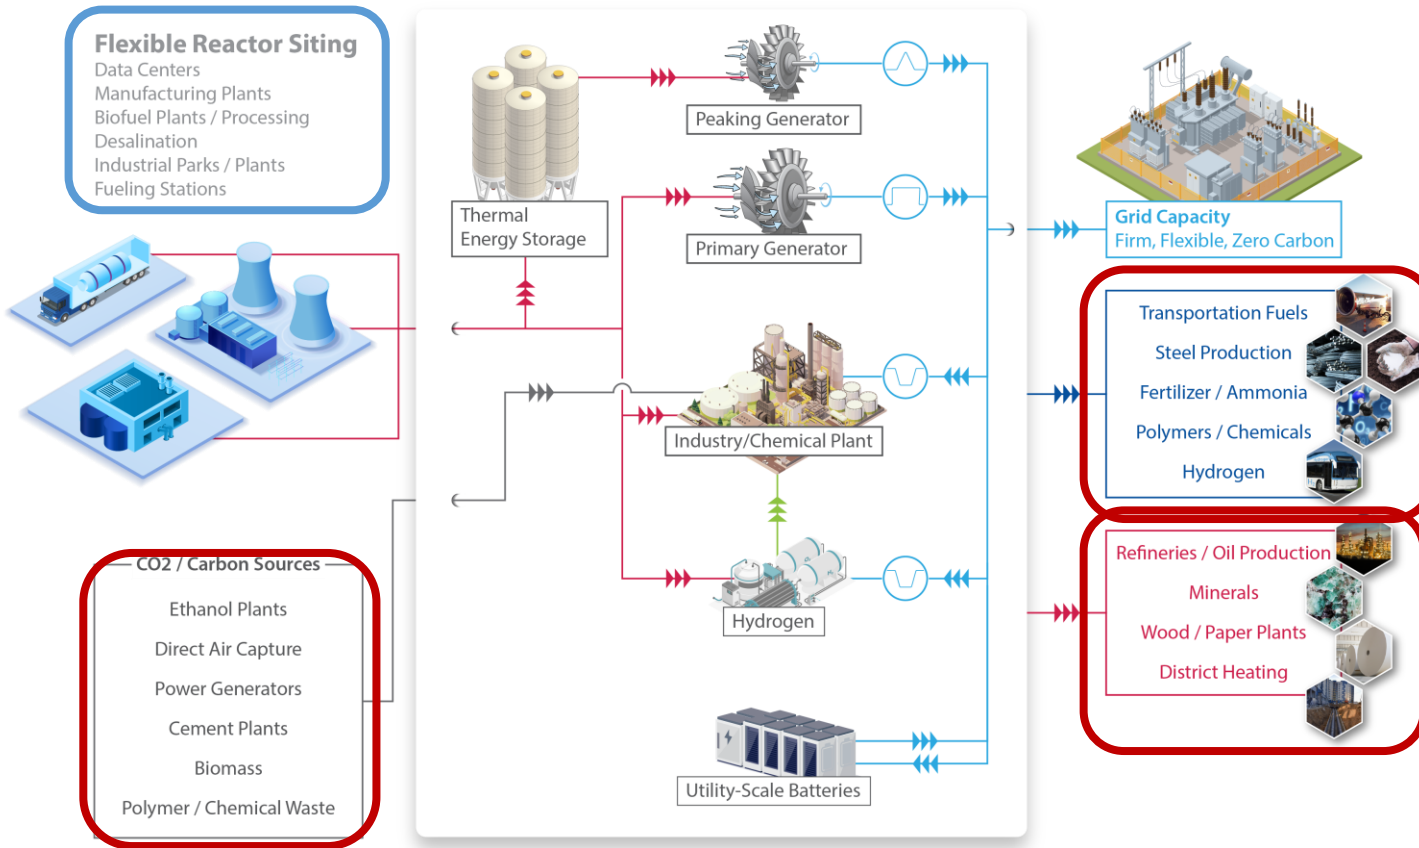 Flexible Reactor Siting
Data Centers
Manufacturing Plants
Biofuel Plants / Processing
Desalination
Industrial Parks / Plants
Fueling Stations
CO2 / Carbon Sources
Ethanol Plants
Direct Air Capture
Power Generators
Cement Plants
Biomass
Polymer / Chemical Waste
Thermal
Energy Storage
Peaking Generator
Primary Generator
Industry/Chemical Plant
Hydrogen
Utility-Scale Batteries
Grid Capacity
Firm, Flexible, Zero Carbon
Transportation Fuels
Steel Production
Fertilizer / Ammonia
Polymers / Chemicals
Hydrogen
Refineries / Oil Production
Minerals
Wood / Paper Plants
District Heating